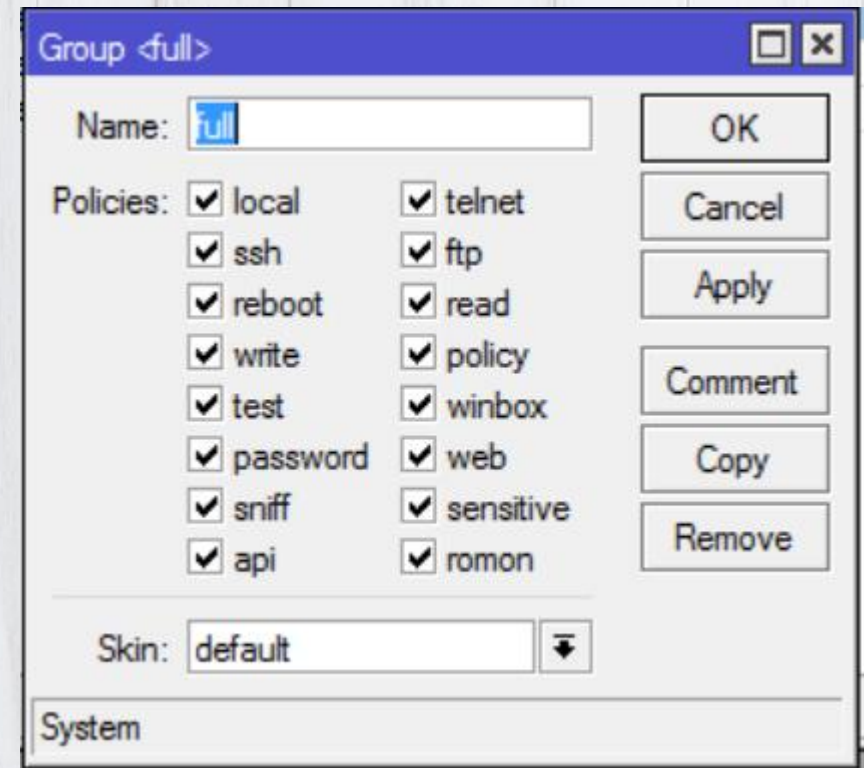 Group <full>
Name: full
OK
Policies: local telnet
Cancel
ssh ftp
reboot read
Apply
write policy
Comment
test winbox
password web
Copy
sniff sensitive
Remove
api romon
Skin: default
System